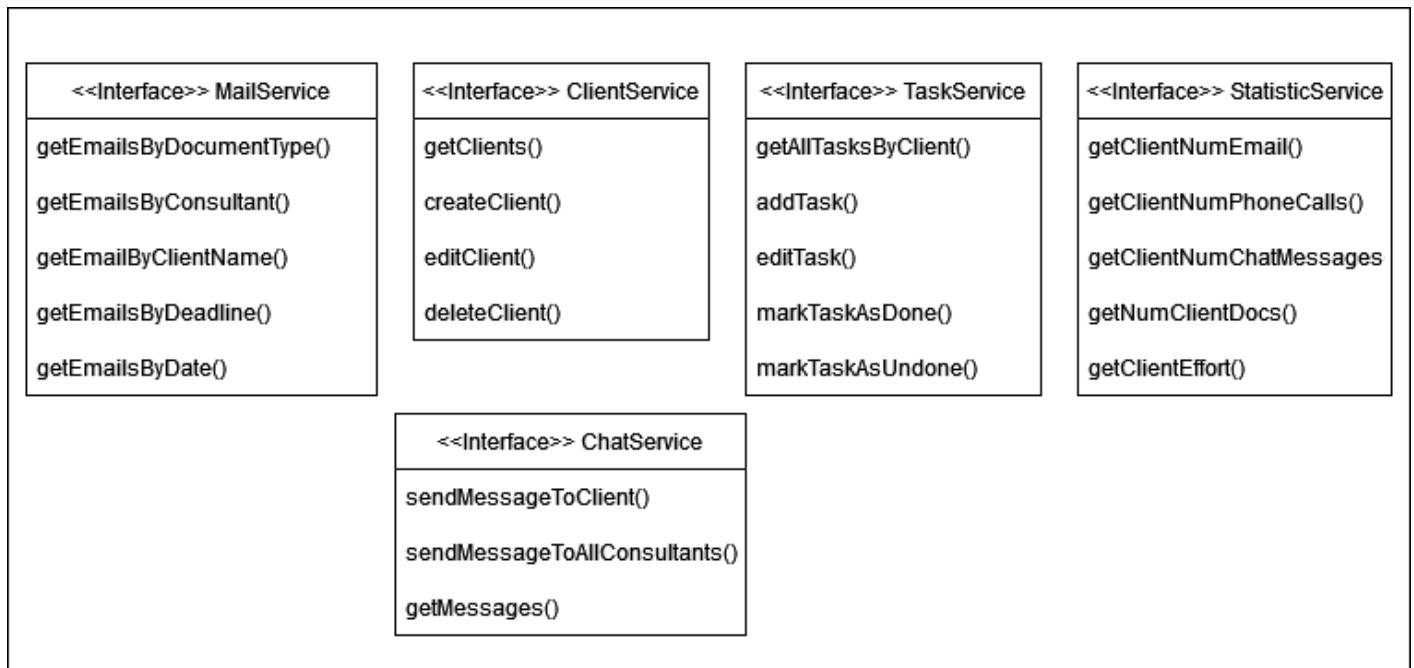 <<Interface>> MailService
getEmailsByDocumentType()
getEmailsByConsultant()
getEmailByClientName()
getEmailsByDeadline()
getEmailsByDate()
<<Interface>> ClientService
getClients()
createClient()
editClient()
deleteClient()
<<Interface>> TaskService
getAllTasksByClient()
addTask()
editTask()
markTaskAsDone()
markTaskAsUndone()
<<Interface>> StatisticService
getClientNumEmail()
getClientNumPhoneCalls()
getClientNumChatMessages
getNumClientDocs()
getClientEffort()
<<Interface>> ChatService
sendMessageToClient()
sendMessageToAllConsultants()
getMessages()